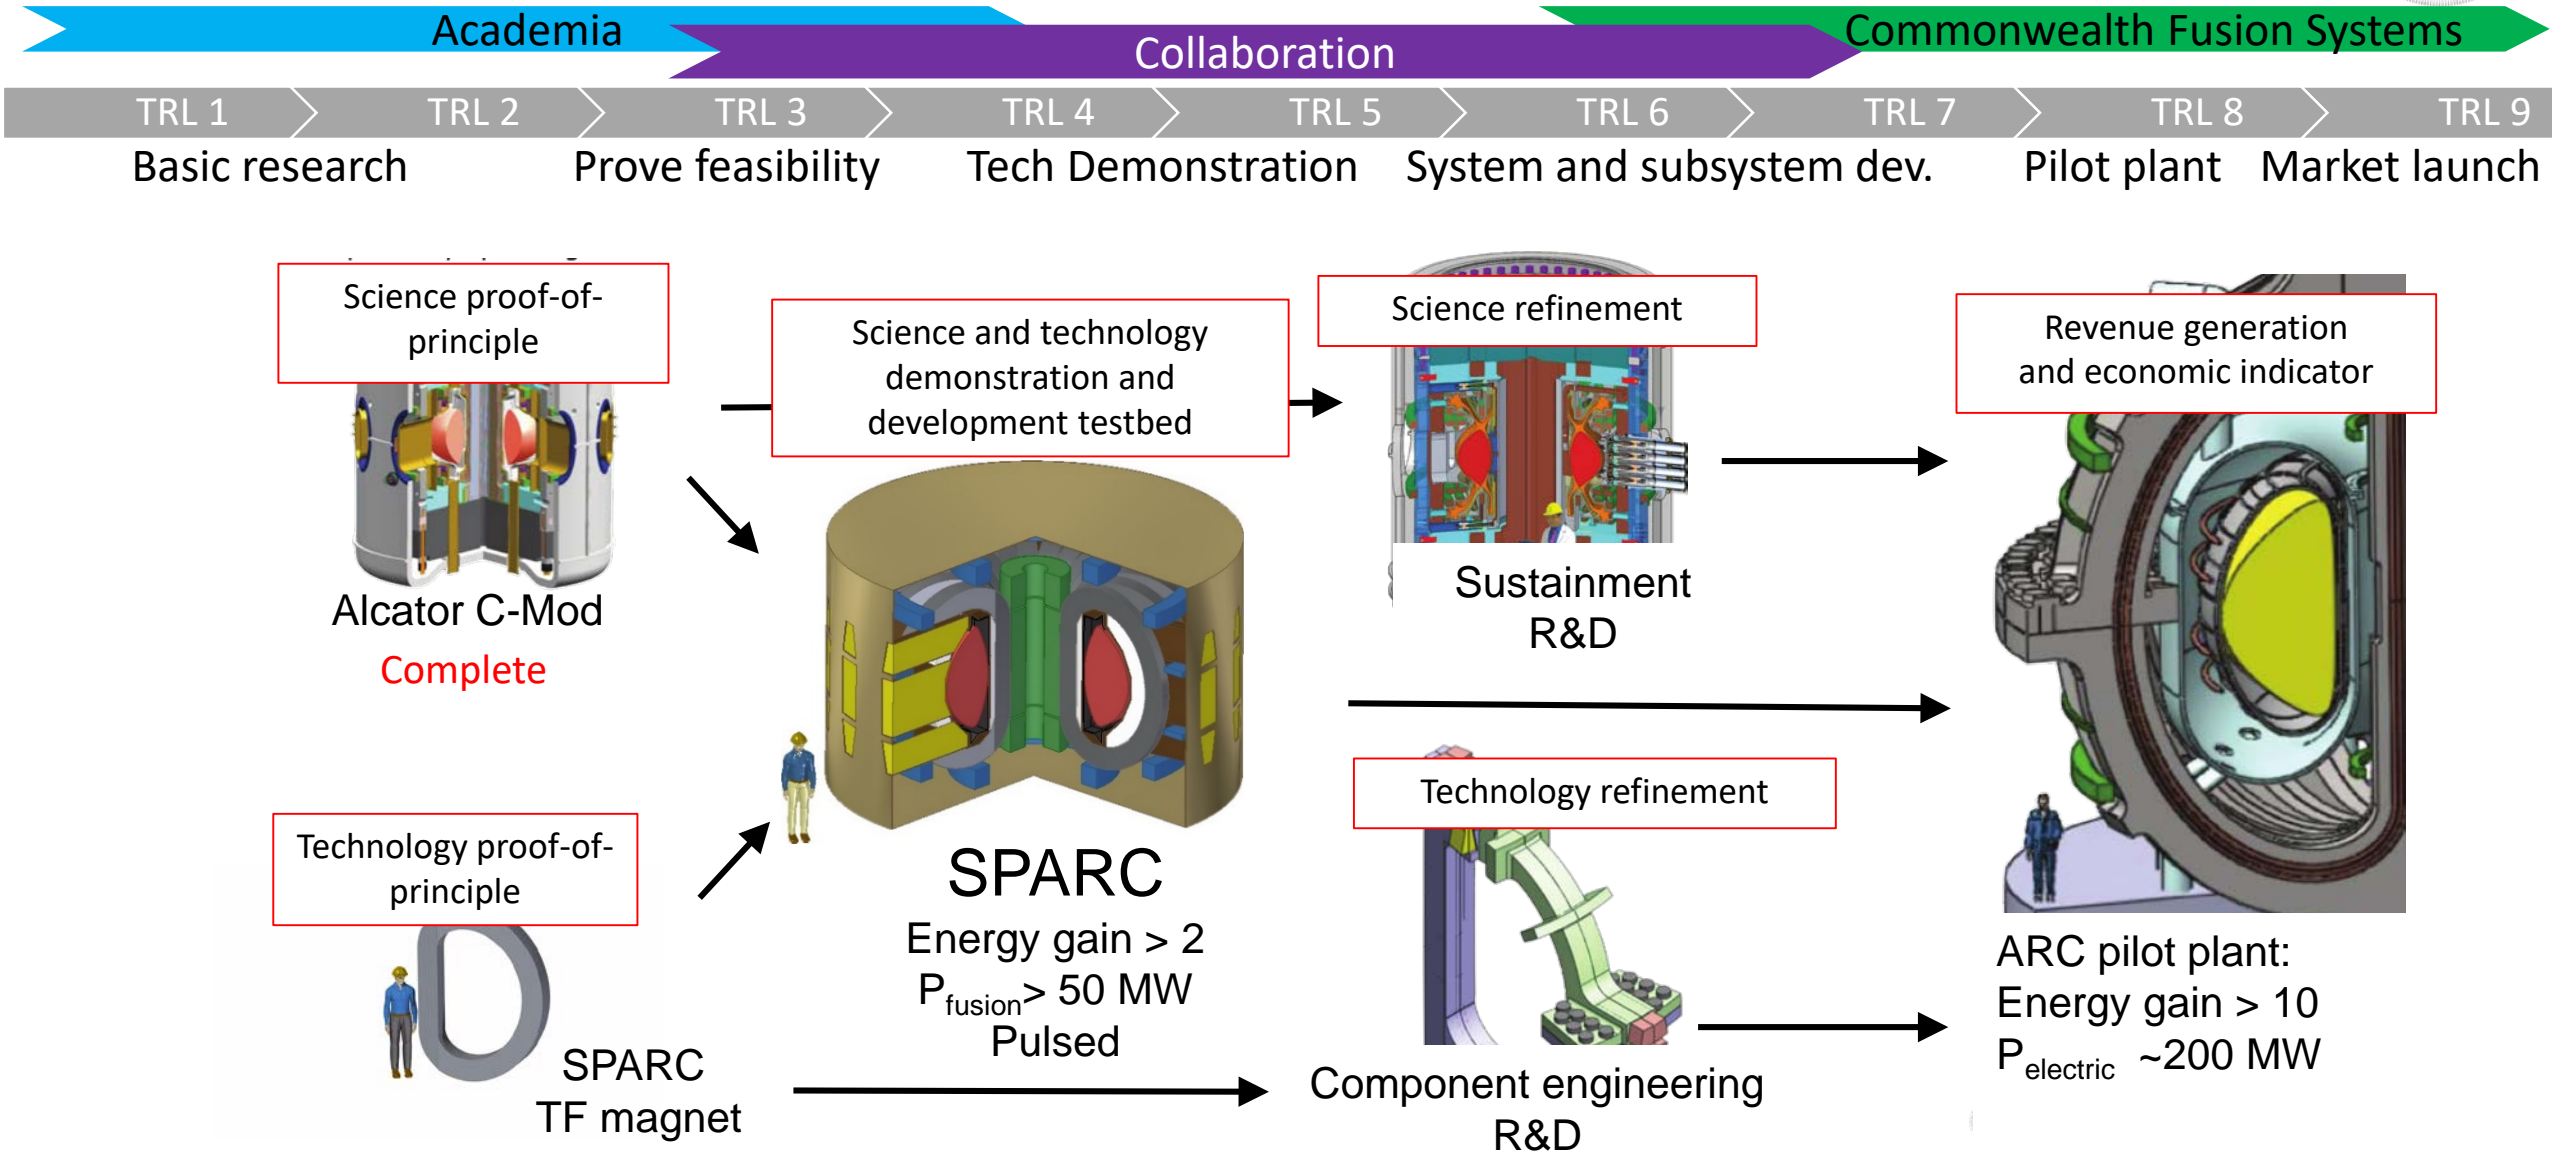 Academia
Collaboration
Commonwealth Fusion Systems
TRL 1
TRL 2
TRL 3
TRL 4
TRL 5
TRL 6
TRL 7
TRL 8
TRL 9
Basic research
Prove feasibility
Tech Demonstration
System and subsystem dev.
Pilot plant
Market launch
Science proof-of-
principle
Alcator C-Mod
Complete
Technology proof-of-
principle
SPARC
TF magnet
Science and technology
demonstration and
development testbed
SPARC
Energy gain > 2
Pfusion> 50 MW
Pulsed
Science refinement
Sustainment
R&D
Technology refinement
Component engineering
R&D
Revenue generation
and economic indicator
ARC pilot plant:
Energy gain > 10
Pelectric ~200 MW